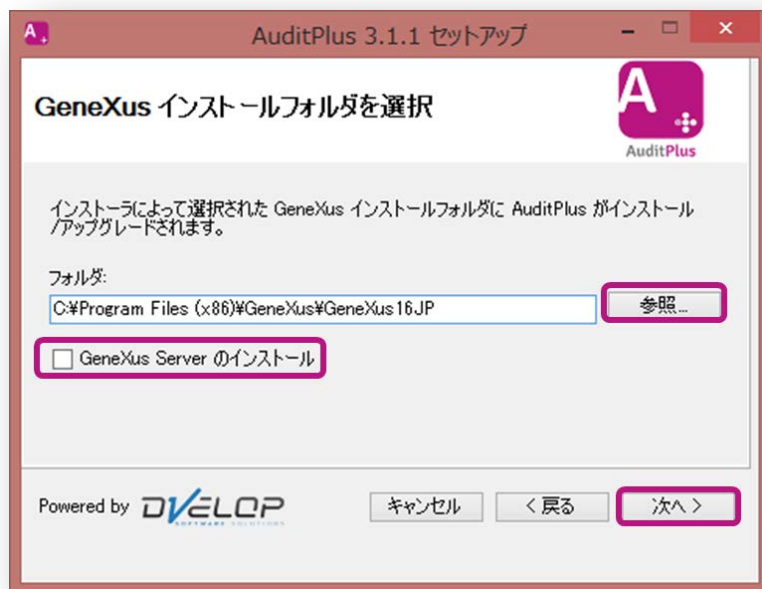 AuditPlus 3.1.1 セットアップ
GeneXus インストールフォルダを選択
AuditPlus
インストーラによって選択された GeneXus インストールフォルダに AuditPlus がインストール
/アップグレードされます。
フォルダ:
C:¥Program Files (x86)¥GeneXus¥GeneXus16JP
参照...
GeneXus Server のインストール
Powered by DVELOP
SOFTWARE SOLUTIONS
キャンセル
< 戻る
次へ >